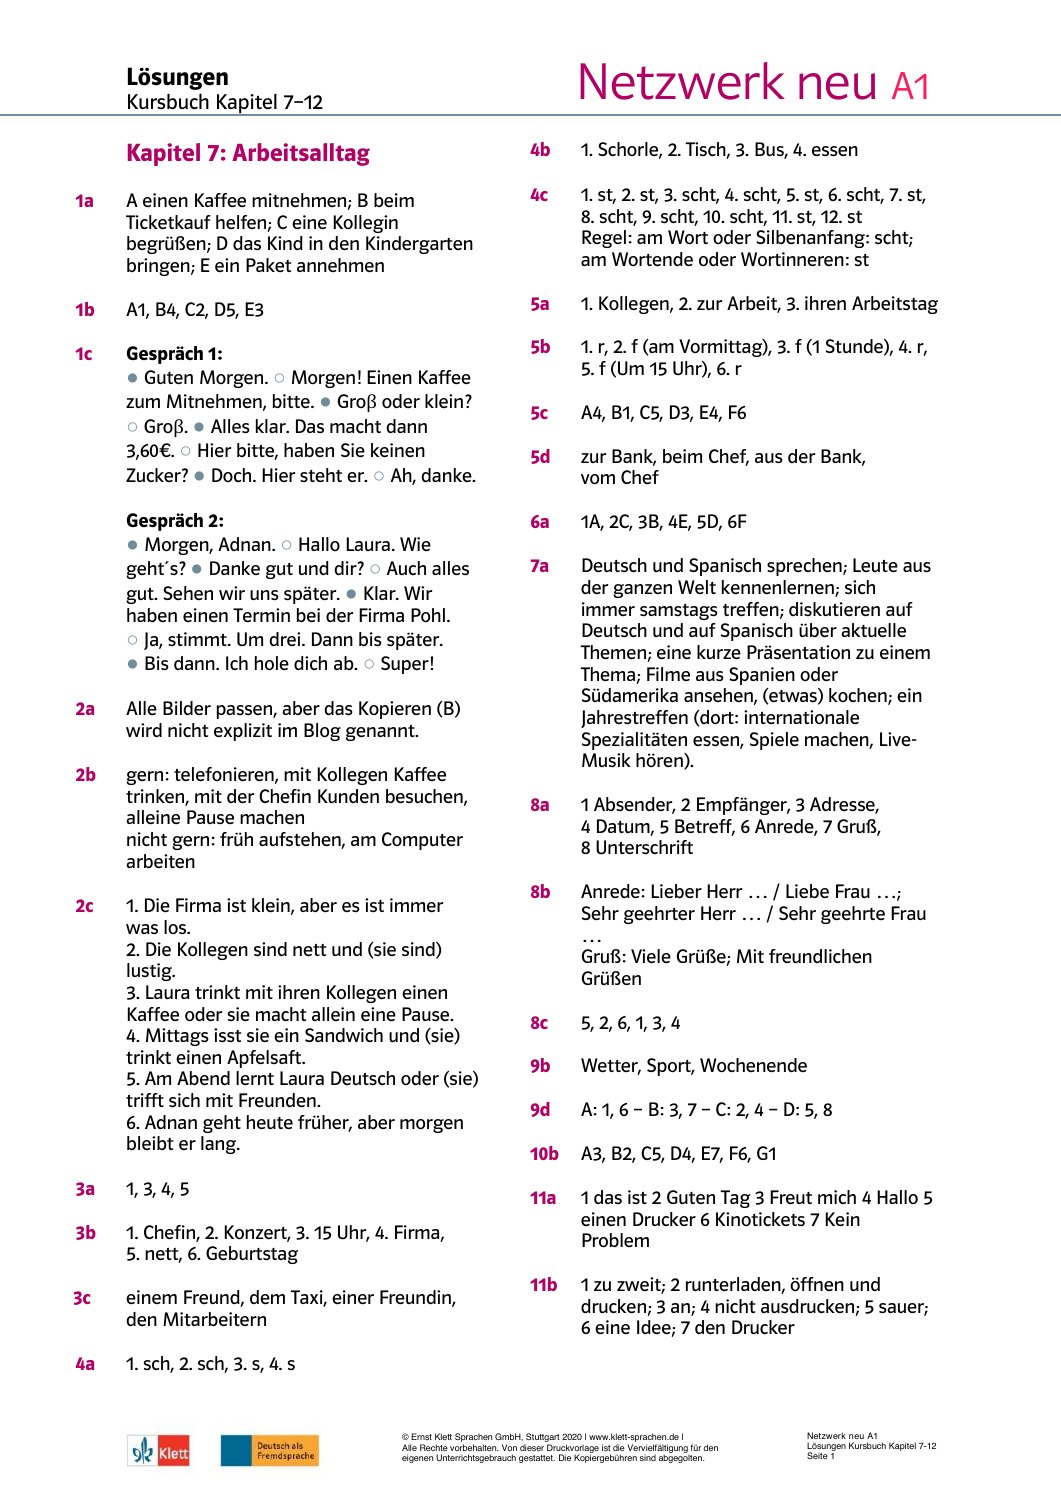 Lösungen
Kursbuch Kapitel 7–12
Netzwerk neu A1
Kapitel 7: Arbeitsalltag
1a A einen Kaffee mitnehmen; B beim
Ticketkauf helfen; C eine Kollegin
begrüßen; D das Kind in den Kindergarten
bringen; E ein Paket annehmen
1b A1, B4, C2, D5, E3
1c Gespräch 1:
● Guten Morgen. ○ Morgen! Einen Kaffee
zum Mitnehmen, bitte. ● Groβ oder klein?
○ Groβ. ● Alles klar. Das macht dann
3,60€. ○ Hier bitte, haben Sie keinen
Zucker? ● Doch. Hier steht er. ○ Ah, danke.
Gespräch 2:
● Morgen, Adnan. ○ Hallo Laura. Wie
geht´s? ● Danke gut und dir? ○ Auch alles
gut. Sehen wir uns später. ● Klar. Wir
haben einen Termin bei der Firma Pohl.
○ Ja, stimmt. Um drei. Dann bis später.
● Bis dann. Ich hole dich ab. ○ Super!
2a Alle Bilder passen, aber das Kopieren (B)
wird nicht explizit im Blog genannt.
2b gern: telefonieren, mit Kollegen Kaffee
trinken, mit der Chefin Kunden besuchen,
alleine Pause machen
nicht gern: früh aufstehen, am Computer
arbeiten
2c 1. Die Firma ist klein, aber es ist immer
was los.
2. Die Kollegen sind nett und (sie sind)
lustig.
3. Laura trinkt mit ihren Kollegen einen
Kaffee oder sie macht allein eine Pause.
4. Mittags isst sie ein Sandwich und (sie)
trinkt einen Apfelsaft.
5. Am Abend lernt Laura Deutsch oder (sie)
trifft sich mit Freunden.
6. Adnan geht heute früher, aber morgen
bleibt er lang.
3a 1, 3, 4, 5
3b 1. Chefin, 2. Konzert, 3. 15 Uhr, 4. Firma,
5. nett, 6. Geburtstag
3c einem Freund, dem Taxi, einer Freundin,
den Mitarbeitern
4a 1. sch, 2. sch, 3. s, 4. s
4b 1. Schorle, 2. Tisch, 3. Bus, 4. essen
4c 1. st, 2. st, 3. scht, 4. scht, 5. st, 6. scht, 7. st,
8. scht, 9. scht, 10. scht, 11. st, 12. st
Regel: am Wort oder Silbenanfang: scht;
am Wortende oder Wortinneren: st
5a 1. Kollegen, 2. zur Arbeit, 3. ihren Arbeitstag
5b 1. r, 2. f (am Vormittag), 3. f (1 Stunde), 4. r,
5. f (Um 15 Uhr), 6. r
5c A4, B1, C5, D3, E4, F6
5d zur Bank, beim Chef, aus der Bank,
vom Chef
6a 1A, 2C, 3B, 4E, 5D, 6F
7a Deutsch und Spanisch sprechen; Leute aus
der ganzen Welt kennenlernen; sich
immer samstags treffen; diskutieren auf
Deutsch und auf Spanisch über aktuelle
Themen; eine kurze Präsentation zu einem
Thema; Filme aus Spanien oder
Südamerika ansehen, (etwas) kochen; ein
Jahrestreffen (dort: internationale
Spezialitäten essen, Spiele machen, Live-
Musik hören).
8a 1 Absender, 2 Empfänger, 3 Adresse,
4 Datum, 5 Betreff, 6 Anrede, 7 Gruß,
8 Unterschrift
8b Anrede: Lieber Herr … / Liebe Frau …;
Sehr geehrter Herr … / Sehr geehrte Frau
…
Gruß: Viele Grüße; Mit freundlichen
Grüßen
8c 5, 2, 6, 1, 3, 4
9b Wetter, Sport, Wochenende
9d A: 1, 6 – B: 3, 7 – C: 2, 4 – D: 5, 8
10b A3, B2, C5, D4, E7, F6, G1
11a 1 das ist 2 Guten Tag 3 Freut mich 4 Hallo 5
einen Drucker 6 Kinotickets 7 Kein
Problem
11b 1 zu zweit; 2 runterladen, öffnen und
drucken; 3 an; 4 nicht ausdrucken; 5 sauer;
6 eine Idee; 7 den Drucker
Klett
Deutsch als
Fremdsprache
© Ernst Klett Sprachen GmbH, Stuttgart 2020 | www.klett-sprachen.de |
Alle Rechte vorbehalten. Von dieser Druckvorlage ist die Vervielfältigung für den
eigenen Unterrichtsgebrauch gestattet. Die Kopiergebühren sind abgegolten.
Netzwerk neu A1
Lösungen Kursbuch Kapitel 7-12
Seite 1